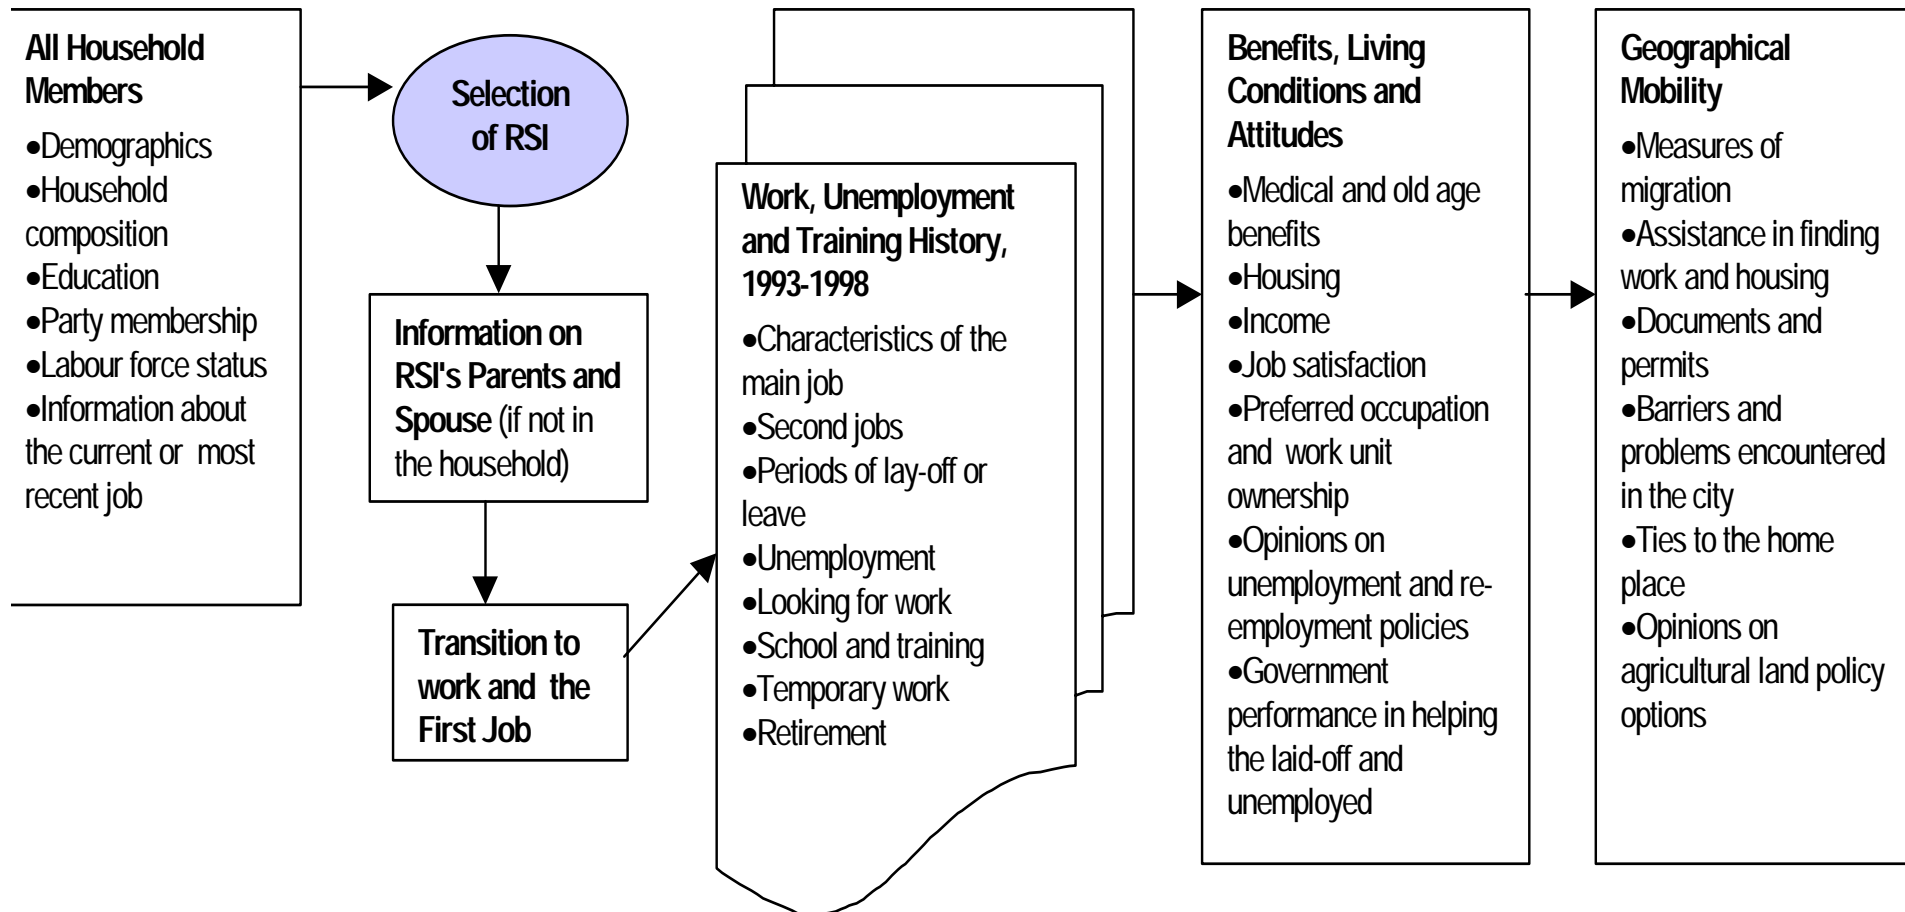 All Household
Members
•Demographics
•Household
composition
•Education
•Party membership
•Labour force status
•Information about
the current or  most
recent job
Selection
of RSI
Information on
RSI's Parents and
Spouse (if not in
the household)
Transition to
work and  the
First Job
Work, Unemployment
and Training History,
1993-1998
•Characteristics of the
main job
•Second jobs
•Periods of lay-off or
leave
•Unemployment
•Looking for work
•School and training
•Temporary work
•Retirement
Benefits, Living
Conditions and
Attitudes
•Medical and old age
benefits
•Housing
•Income
•Job satisfaction
•Preferred occupation
and  work unit
ownership
•Opinions on
unemployment and re-
employment policies
•Government
performance in helping
the laid-off and
unemployed
Geographical
Mobility
•Measures of
migration
•Assistance in finding
work and housing
•Documents and
permits
•Barriers and
problems encountered
in the city
•Ties to the home
place
•Opinions on
agricultural land policy
options